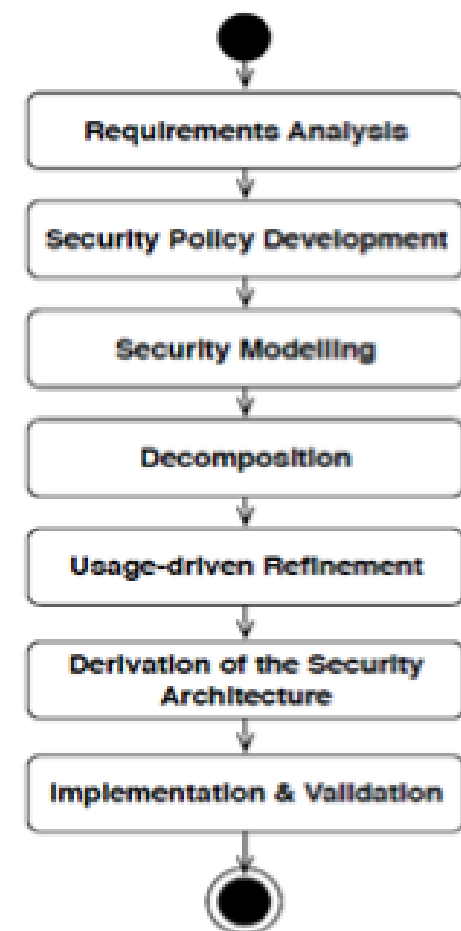 Requirements Analysis
Security Policy Development
Security Modelling
Decomposition
Usage-driven Refinement
Derivation of the Security
Architecture
Implementation & Validation